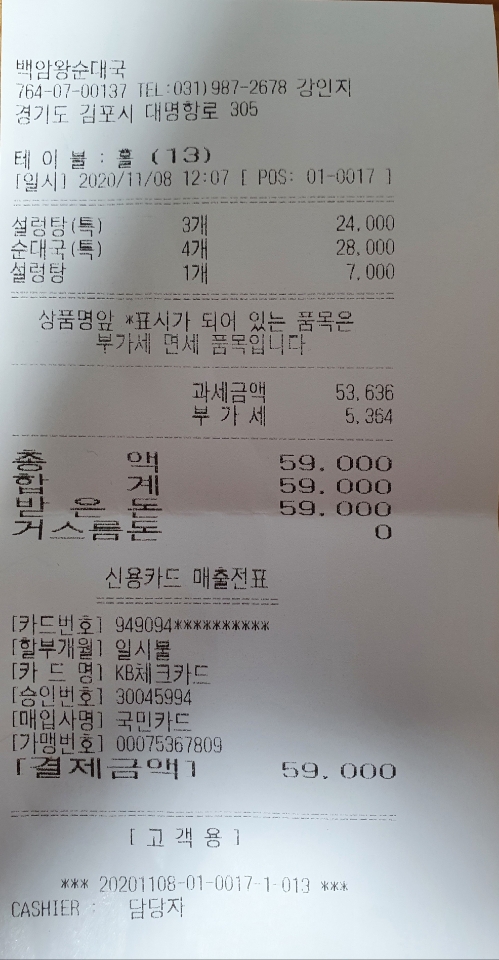 백암왕순대국
764-07-00137 TEL:031)987-2678 강인지
경기도 김포시 대명항로 305
테 이 블 : 홀 (13)
[일시] 2020/11/08 12:07 [ POS: 01-0017 ]
설렁탕(특) 3개 24,000
순대국(특) 4개 28,000
설렁탕 1개 7,000
상품명앞 *표시가 되어 있는 품목은
부가세 면세 품목입니다
과세금액 53,636
부 가 세 5,364
총 액 59,000
합 계 59,000
받 은 돈 59,000
거스름돈 0
신용카드 매출전표
[카드번호] 949094**********
[할부개월] 일시불
[카 드 명] KB체크카드
[승인번호] 30045994
[매입사명] 국민카드
[가맹번호] 00075367809
[결제금액] 59,000
[ 고 객 용 ]
*** 20201108-01-0017-1-013 ***
CASHIER : 담당자